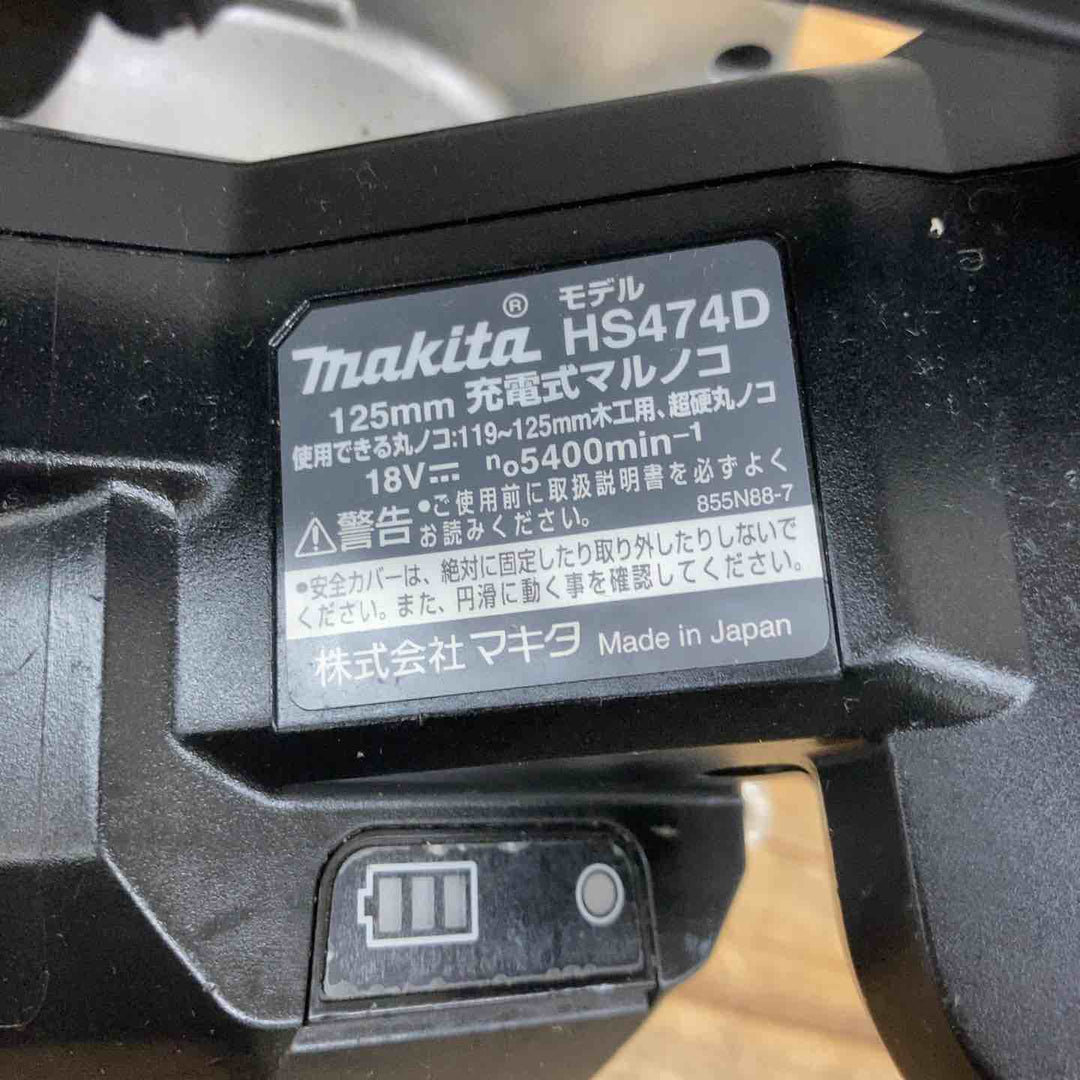 makita® モデル HS474D
125mm 充電式マルノコ
使用できる丸ノコ:119~125mm木工用、超硬丸ノコ
18V⎓ n₀5400min⁻¹
⚠警告 •ご使用前に取扱説明書を必ずよく
お読みください。 855N88-7
•安全カバーは、絶対に固定したり取り外したりしないで
ください。また、円滑に動く事を確認してください。
株式会社マキタ Made in Japan